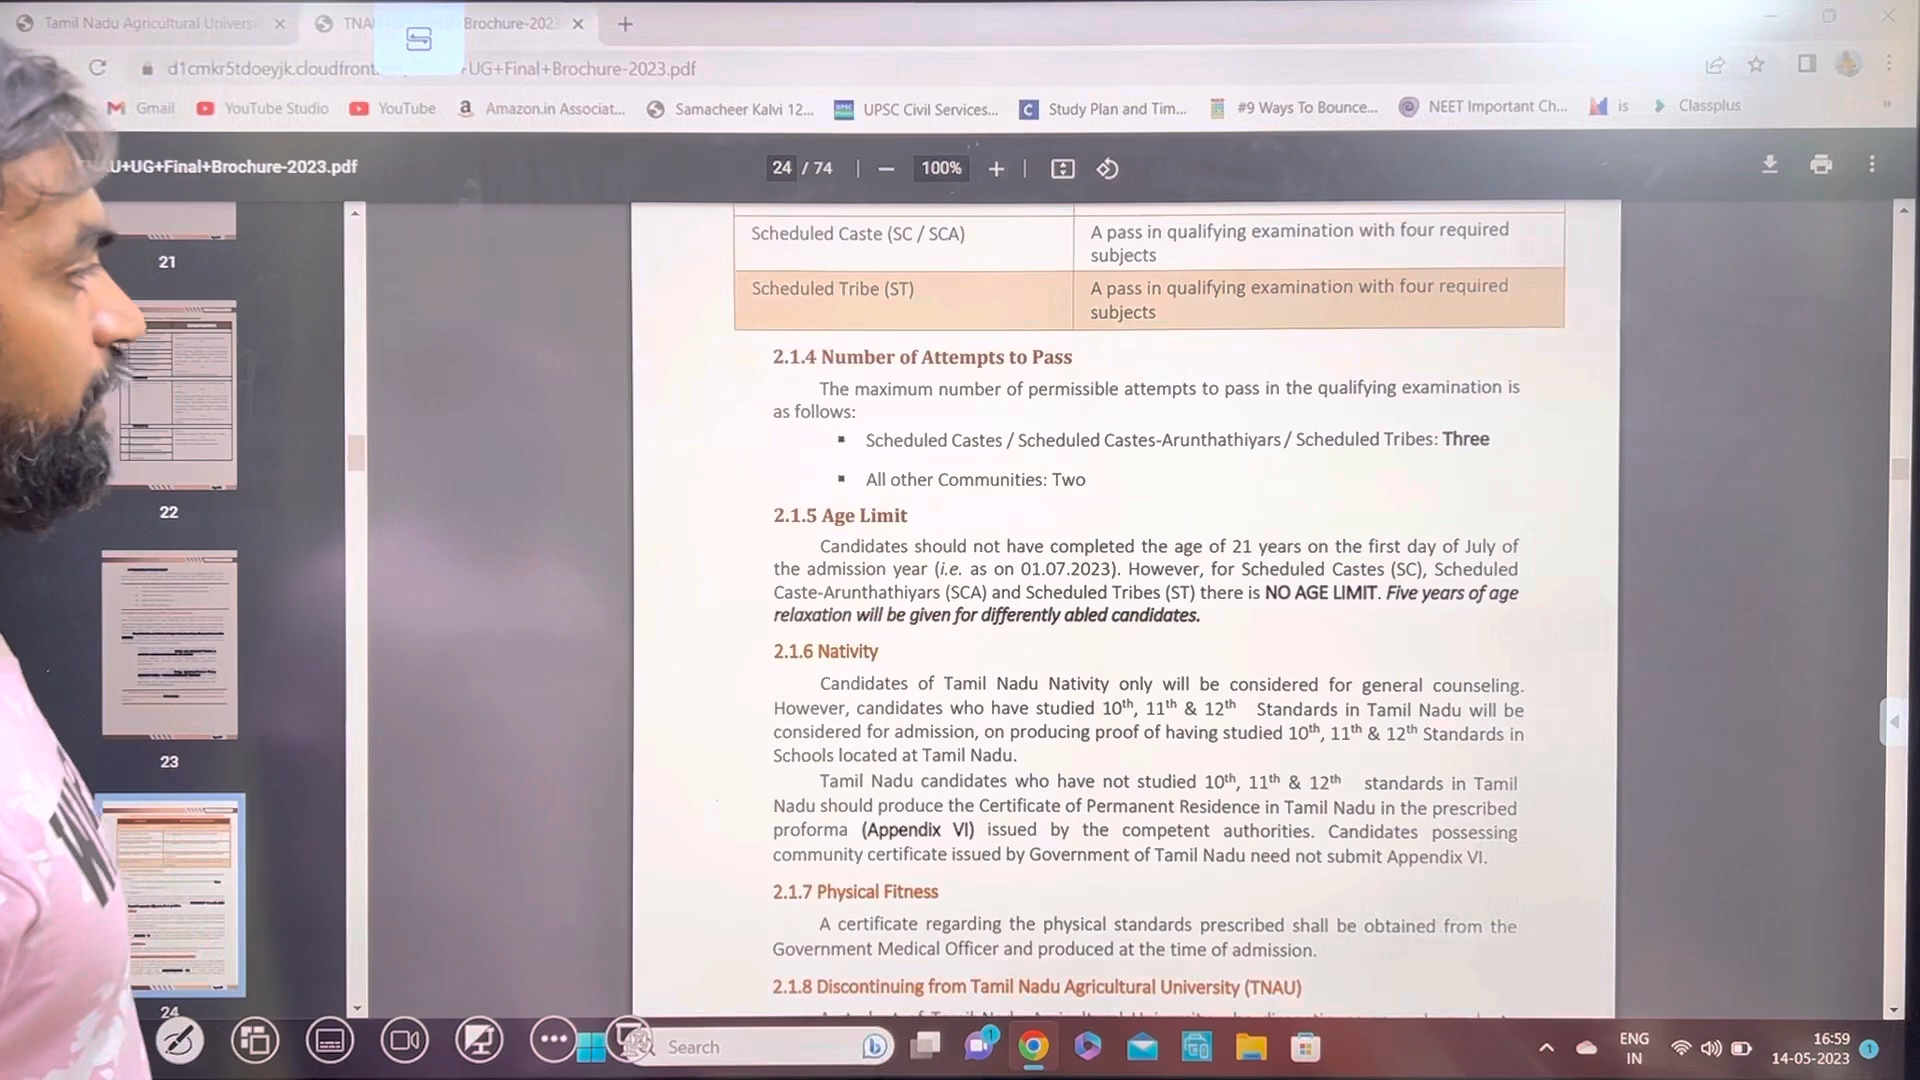 Tamil Nadu Agricultural Univers
TNA
Brochure-202
d1cmkr5tdoeyjk.cloudfront.
UG+Final+Brochure-2023.pdf
Gmail
YouTube Studio
YouTube
Amazon.in Associat...
Samacheer Kalvi 12...
UPSC Civil Services...
Study Plan and Tim...
#9 Ways To Bounce...
NEET Important Ch...
is
Classplus
»
U+UG+Final+Brochure-2023.pdf
24 / 74
100%
21
22
23
24
Scheduled Caste (SC / SCA)
A pass in qualifying examination with four required
subjects
Scheduled Tribe (ST)
A pass in qualifying examination with four required
subjects
2.1.4 Number of Attempts to Pass
The maximum number of permissible attempts to pass in the qualifying examination is
as follows:
▪ Scheduled Castes / Scheduled Castes-Arunthathiyars / Scheduled Tribes: Three
▪ All other Communities: Two
2.1.5 Age Limit
Candidates should not have completed the age of 21 years on the first day of July of
the admission year (i.e. as on 01.07.2023). However, for Scheduled Castes (SC), Scheduled
Caste-Arunthathiyars (SCA) and Scheduled Tribes (ST) there is NO AGE LIMIT. Five years of age
relaxation will be given for differently abled candidates.
2.1.6 Nativity
Candidates of Tamil Nadu Nativity only will be considered for general counseling.
However, candidates who have studied 10th, 11th & 12th Standards in Tamil Nadu will be
considered for admission, on producing proof of having studied 10th, 11th & 12th Standards in
Schools located at Tamil Nadu.
Tamil Nadu candidates who have not studied 10th, 11th & 12th standards in Tamil
Nadu should produce the Certificate of Permanent Residence in Tamil Nadu in the prescribed
proforma (Appendix VI) issued by the competent authorities. Candidates possessing
community certificate issued by Government of Tamil Nadu need not submit Appendix VI.
2.1.7 Physical Fitness
A certificate regarding the physical standards prescribed shall be obtained from the
Government Medical Officer and produced at the time of admission.
2.1.8 Discontinuing from Tamil Nadu Agricultural University (TNAU)
Search
ENG
IN
16:59
14-05-2023
1